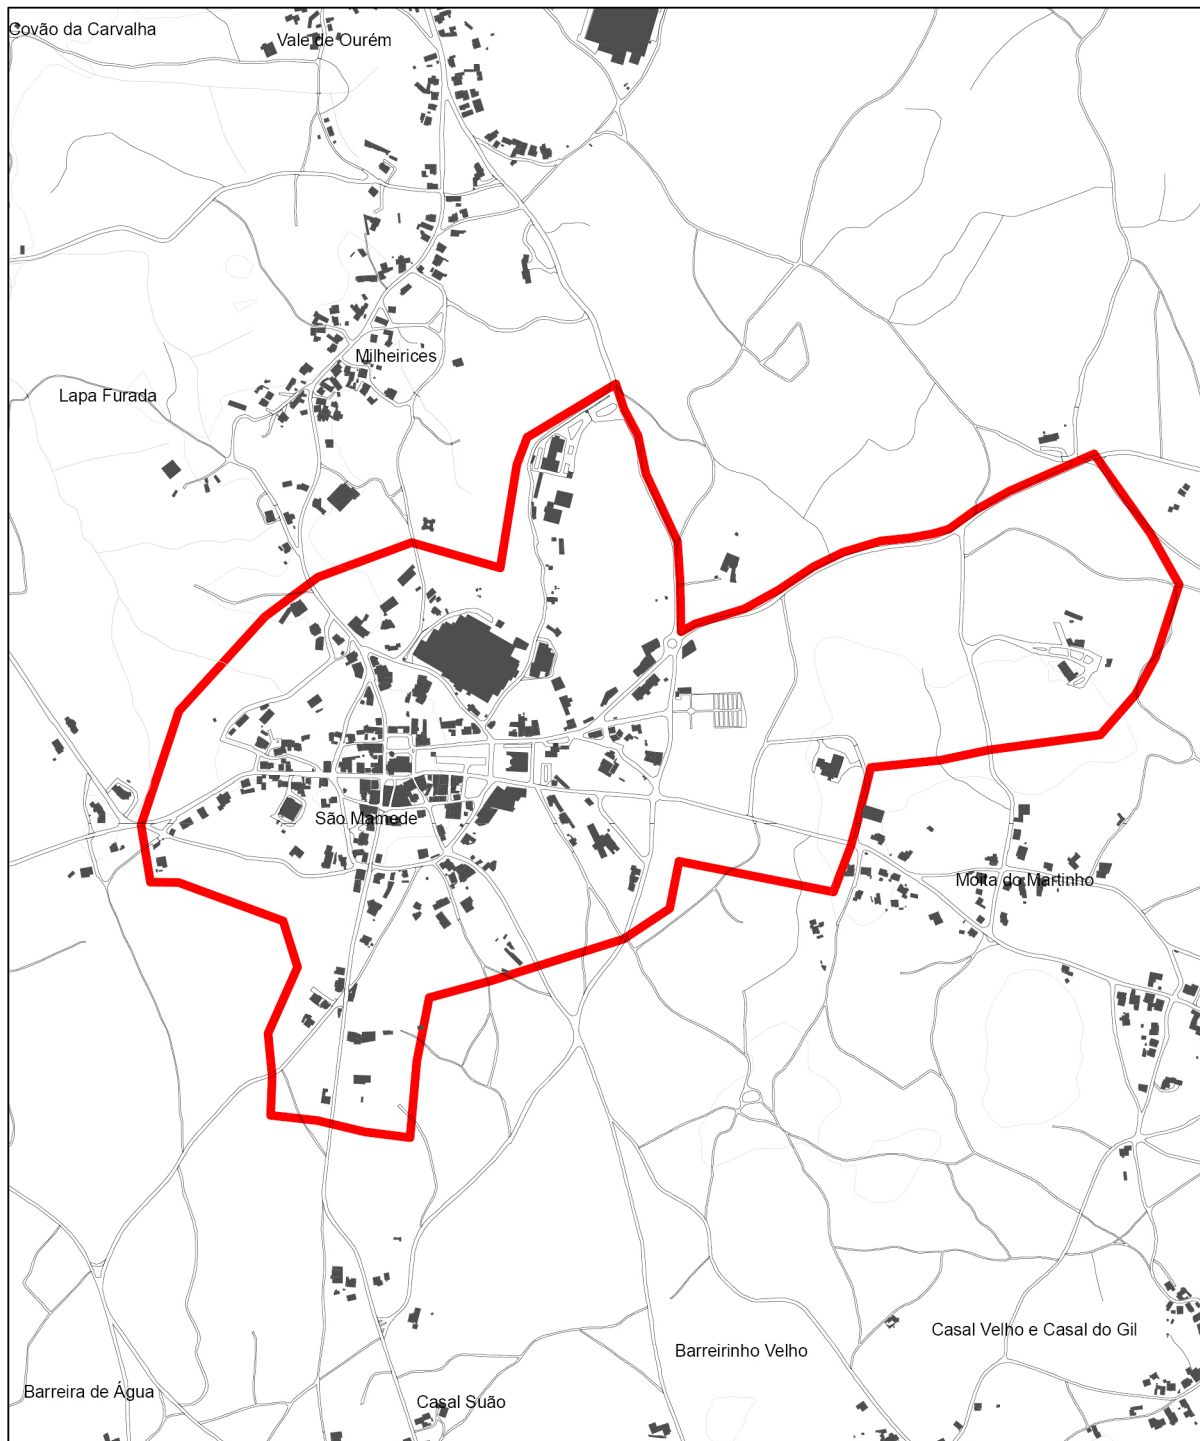 Covão da Carvalha
Vale de Ourém
Milheirices
Lapa Furada
São Mamede
Moita do Martinho
Casal Velho e Casal do Gil
Barreirinho Velho
Barreira de Água
Casal Suão